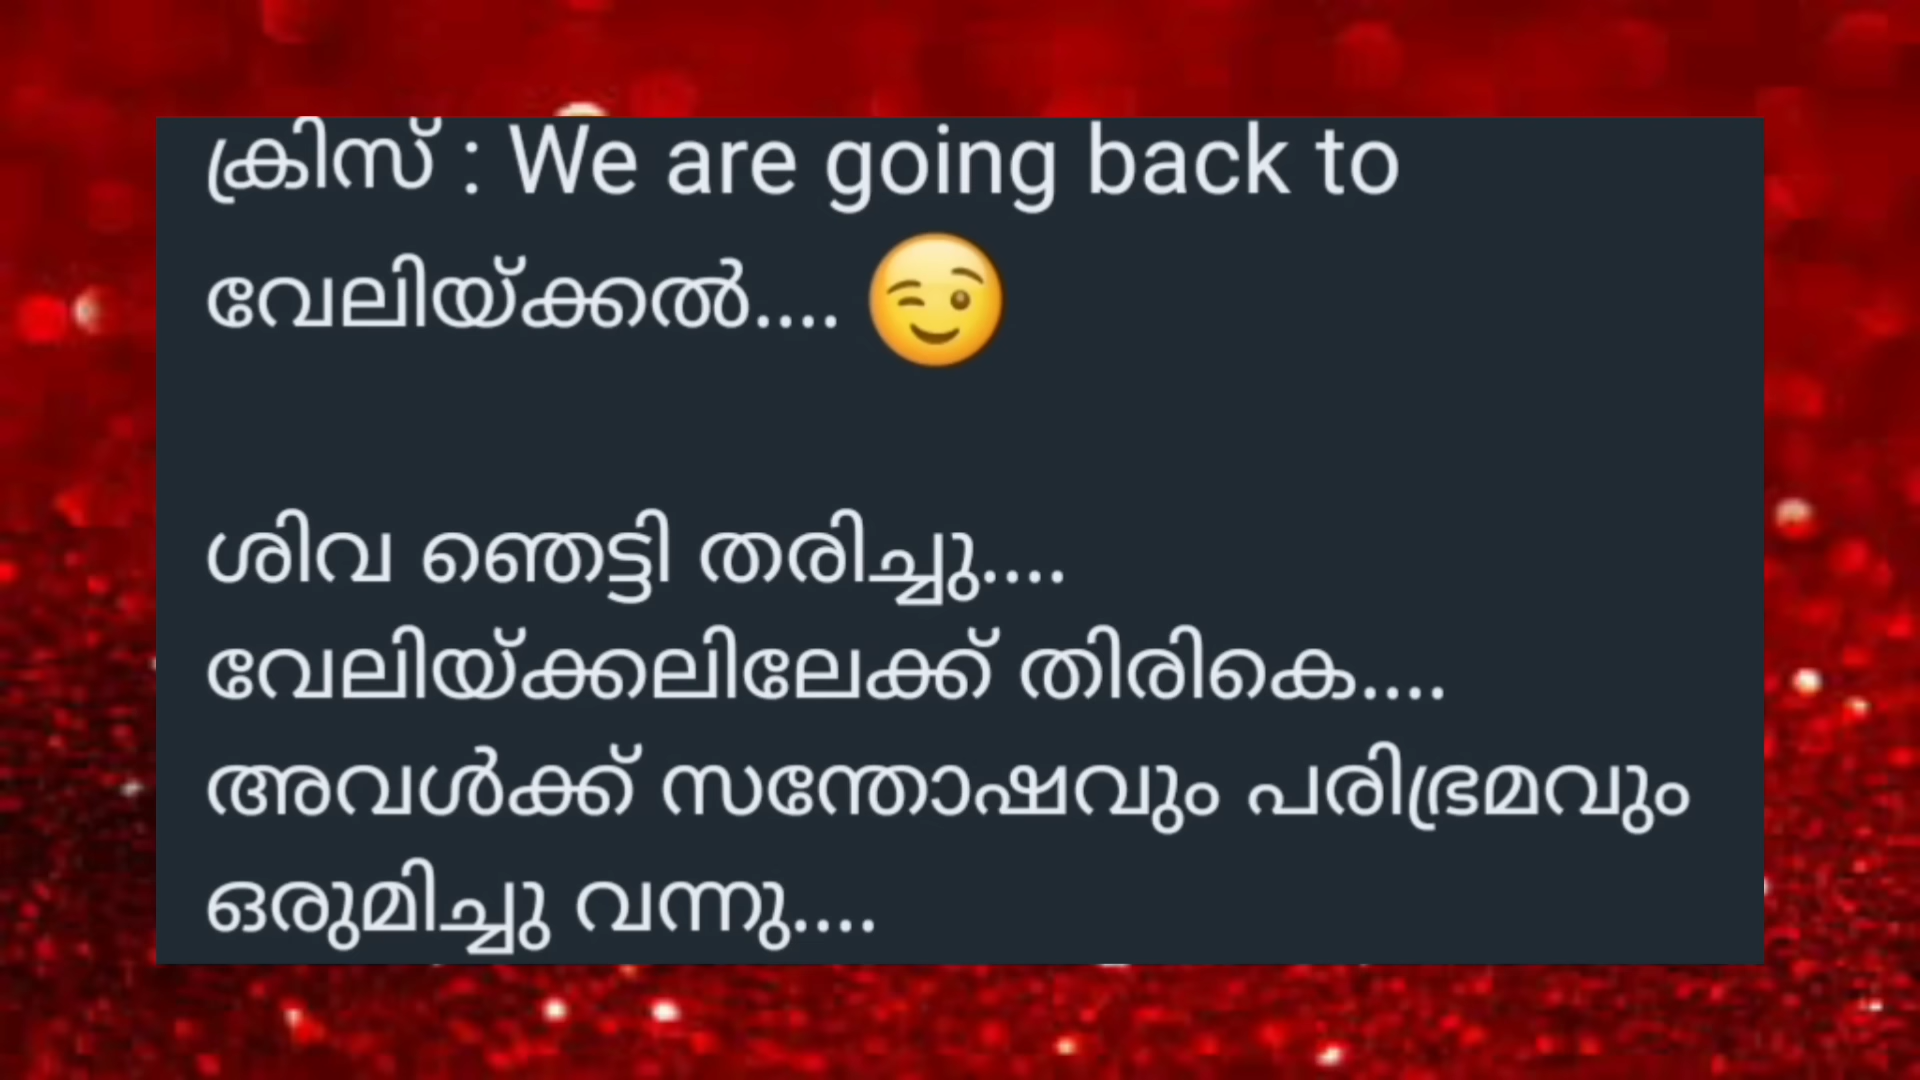 ക്രിസ് : We are going back to
വേലിയ്ക്കൽ.... 😉
ശിവ ഞെട്ടി തരിച്ചു....
വേലിയ്ക്കലിലേക്ക് തിരികെ....
അവൾക്ക് സന്തോഷവും പരിഭ്രമവും
ഒരുമിച്ചു വന്നു....